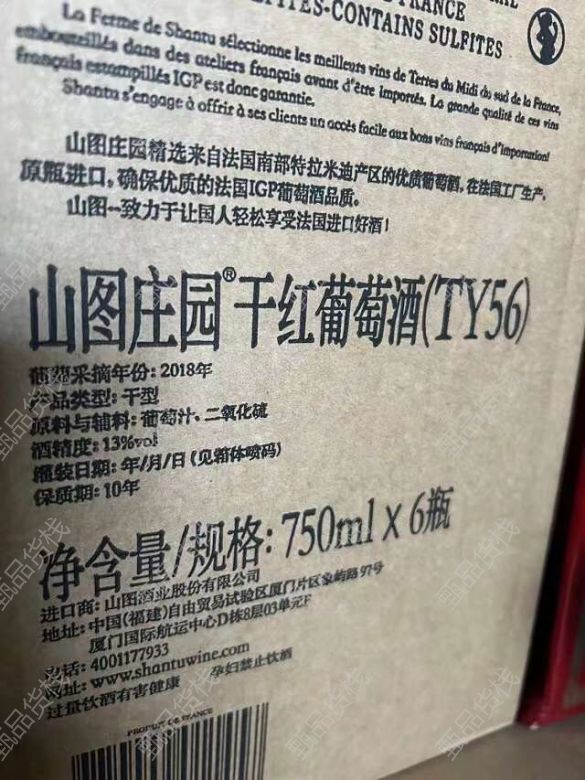 FRANCE
SULFITES-CONTAINS SULFITES
La Ferme de Shantu sélectionne les meilleurs vins de Terres du Midi du sud de la France,
embouteillés dans des ateliers français avant d'être importés. La grande qualité de ces vins
français estampillés IGP est donc garantie.
Shantu s'engage à offrir à ses clients un accès facile aux bons vins français d'importation!
山图庄园精选来自法国南部特拉米迪产区的优质葡萄酒,在法国工厂生产,
原瓶进口,确保优质的法国IGP葡萄酒品质。
山图一致力于让国人轻松享受法国进口好酒!
山图庄园®干红葡萄酒(TY56)
葡萄采摘年份:2018年
产品类型:干型
原料与辅料:葡萄汁、二氧化硫
酒精度:13%vol
灌装日期:年/月/日(见箱体喷码)
保质期:10年
净含量/规格:750ml X 6瓶
进口商:山图酒业股份有限公司
地址:中国(福建)自由贸易试验区厦门片区象屿路97号
厦门国际航运中心D栋8层03单元F
电话:4001177933
网址:www.shantuwine.com
过量饮酒有害健康 孕妇禁止饮酒
PRODUIT DE FRANCE
甄品货栈